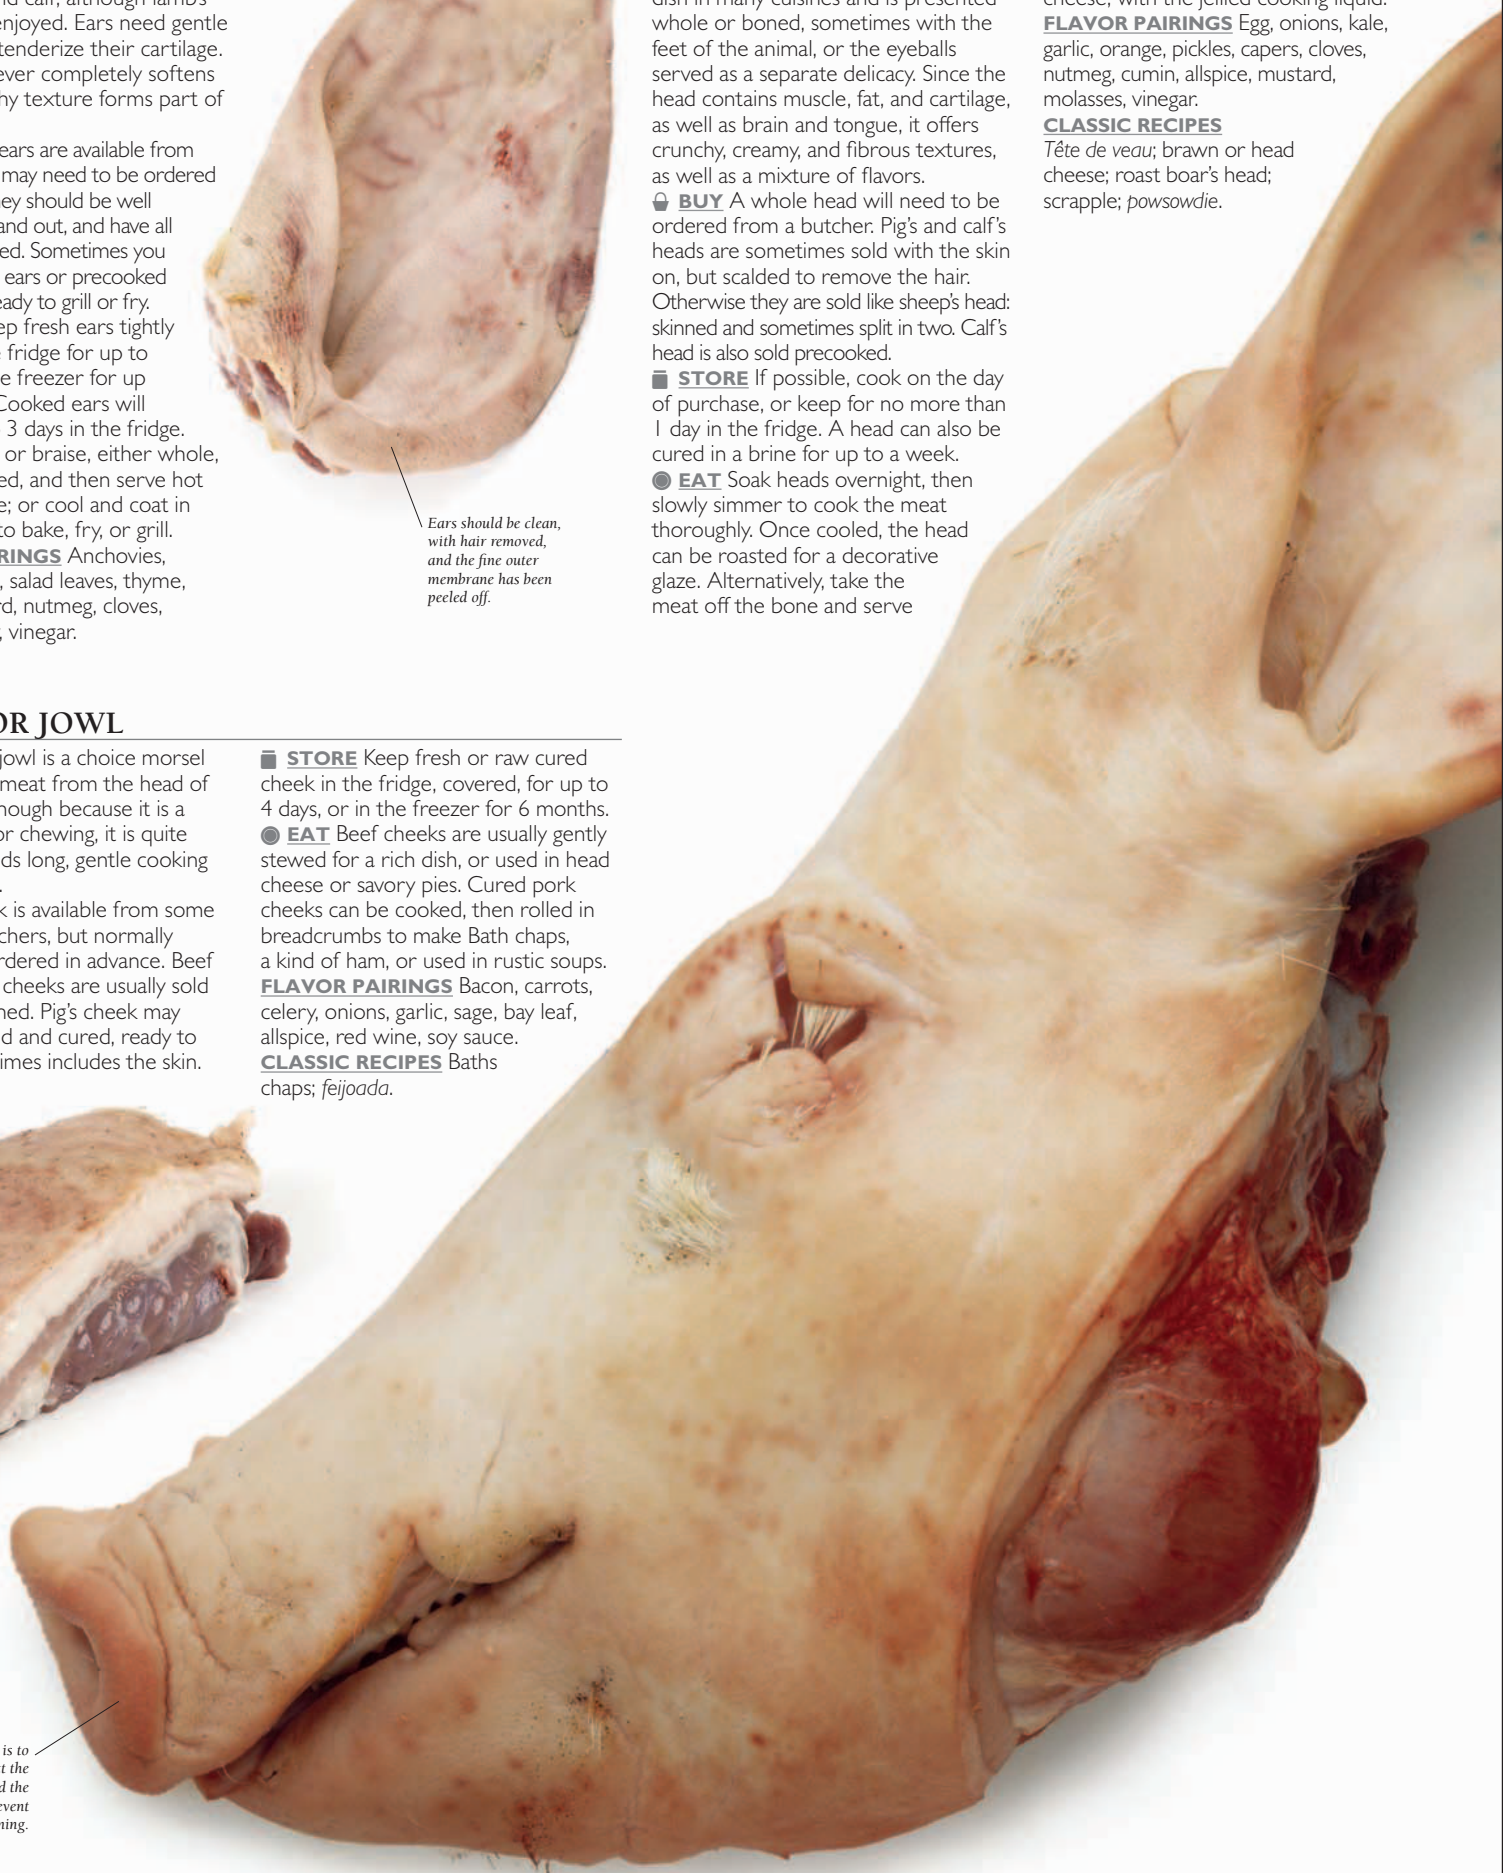 enjoyed. Ears need gentle
tenderize their cartilage.
ever completely softens
hy texture forms part of
ears are available from
may need to be ordered
ey should be well
and out, and have all
ed. Sometimes you
ears or precooked
eady to grill or fry.
ep fresh ears tightly
fridge for up to
e freezer for up
Cooked ears will
3 days in the fridge.
or braise, either whole,
ed, and then serve hot
e; or cool and coat in
to bake, fry, or grill.
RINGS Anchovies,
, salad leaves, thyme,
rd, nutmeg, cloves,
, vinegar.
Ears should be clean,
with hair removed,
and the fine outer
membrane has been
peeled off.
dish in many cuisines and is presented
whole or boned, sometimes with the
feet of the animal, or the eyeballs
served as a separate delicacy. Since the
head contains muscle, fat, and cartilage,
as well as brain and tongue, it offers
crunchy, creamy, and fibrous textures,
as well as a mixture of flavors.
BUY A whole head will need to be
ordered from a butcher. Pig's and calf's
heads are sometimes sold with the skin
on, but scalded to remove the hair.
Otherwise they are sold like sheep's head:
skinned and sometimes split in two. Calf's
head is also sold precooked.
STORE If possible, cook on the day
of purchase, or keep for no more than
1 day in the fridge. A head can also be
cured in a brine for up to a week.
EAT Soak heads overnight, then
slowly simmer to cook the meat
thoroughly. Once cooled, the head
can be roasted for a decorative
glaze. Alternatively, take the
meat off the bone and serve
cheese, with the jellied cooking liquid.
FLAVOR PAIRINGS Egg, onions, kale,
garlic, orange, pickles, capers, cloves,
nutmeg, cumin, allspice, mustard,
molasses, vinegar.
CLASSIC RECIPES
Tête de veau; brawn or head
cheese; roast boar's head;
scrapple; powsowdie.
OR JOWL
jowl is a choice morsel
meat from the head of
hough because it is a
or chewing, it is quite
ds long, gentle cooking
.
k is available from some
chers, but normally
rdered in advance. Beef
cheeks are usually sold
ned. Pig's cheek may
d and cured, ready to
imes includes the skin.
STORE Keep fresh or raw cured
cheek in the fridge, covered, for up to
4 days, or in the freezer for 6 months.
EAT Beef cheeks are usually gently
stewed for a rich dish, or used in head
cheese or savory pies. Cured pork
cheeks can be cooked, then rolled in
breadcrumbs to make Bath chaps,
a kind of ham, or used in rustic soups.
FLAVOR PAIRINGS Bacon, carrots,
celery, onions, garlic, sage, bay leaf,
allspice, red wine, soy sauce.
CLASSIC RECIPES Baths
chaps; feijoada.
is to
t the
d the
event
ning.